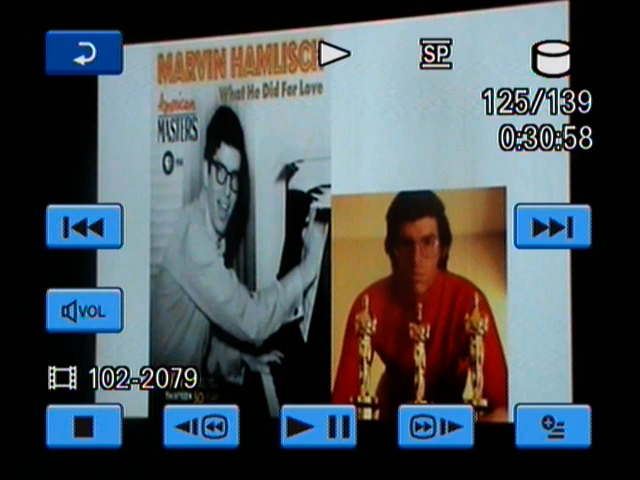 MARVIN HAMLISCH
What He Did For Love
American
MASTERS
SP
125/139
0:30:58
VOL
102-2079